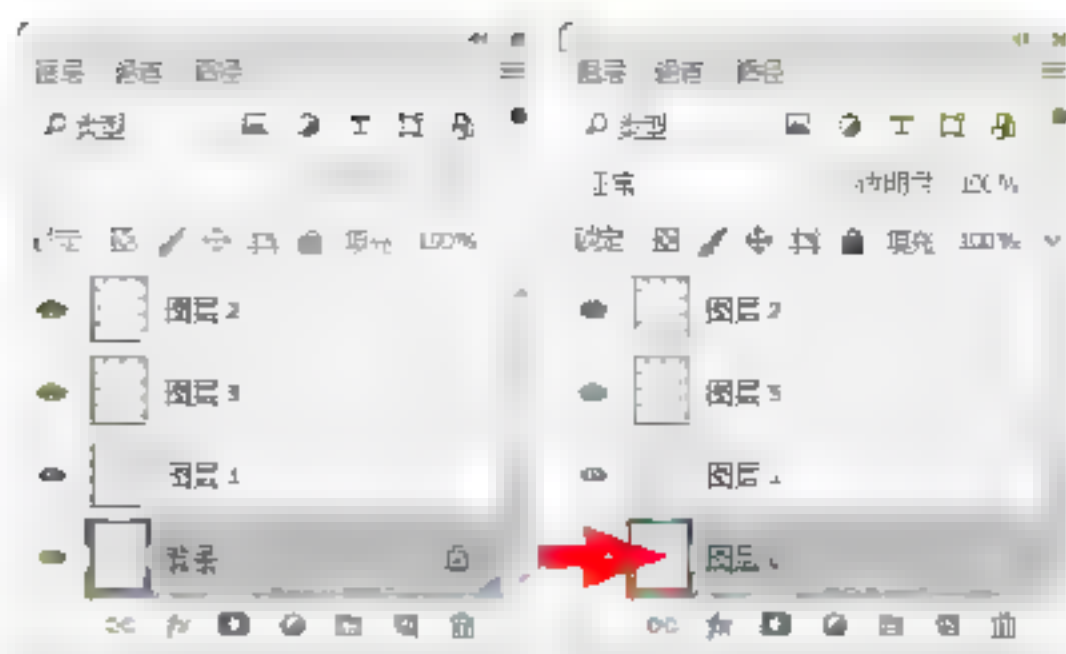 图层 通道 路径
类型
图层 2
图层 3
图层 1
背景
图层 通道 路径
类型
正常 不透明度 100%
锁定 填充 100%
图层 2
图层 3
图层 1